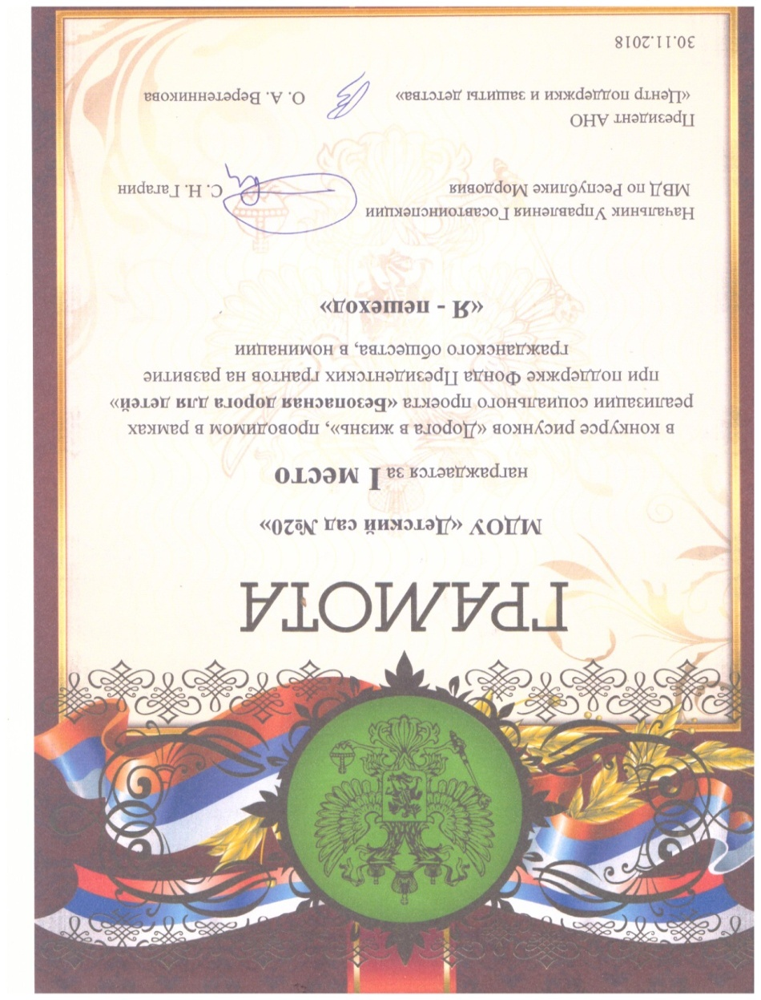 ГРАМОТА
МДОУ «Детский сад №20»
награждается за I место
в конкурсе рисунков «Дорога в жизнь», проводимом в рамках
реализации социального проекта «Безопасная дорога для детей»
при поддержке Фонда Президентских грантов на развитие
гражданского общества, в номинации
«Я - пешеход»
Начальник Управления Госавтоинспекции
МВД по Республике Мордовия С. Н. Гагарин
Президент АНО
«Центр поддержки и защиты детства» О. А. Веретенникова
30.11.2018